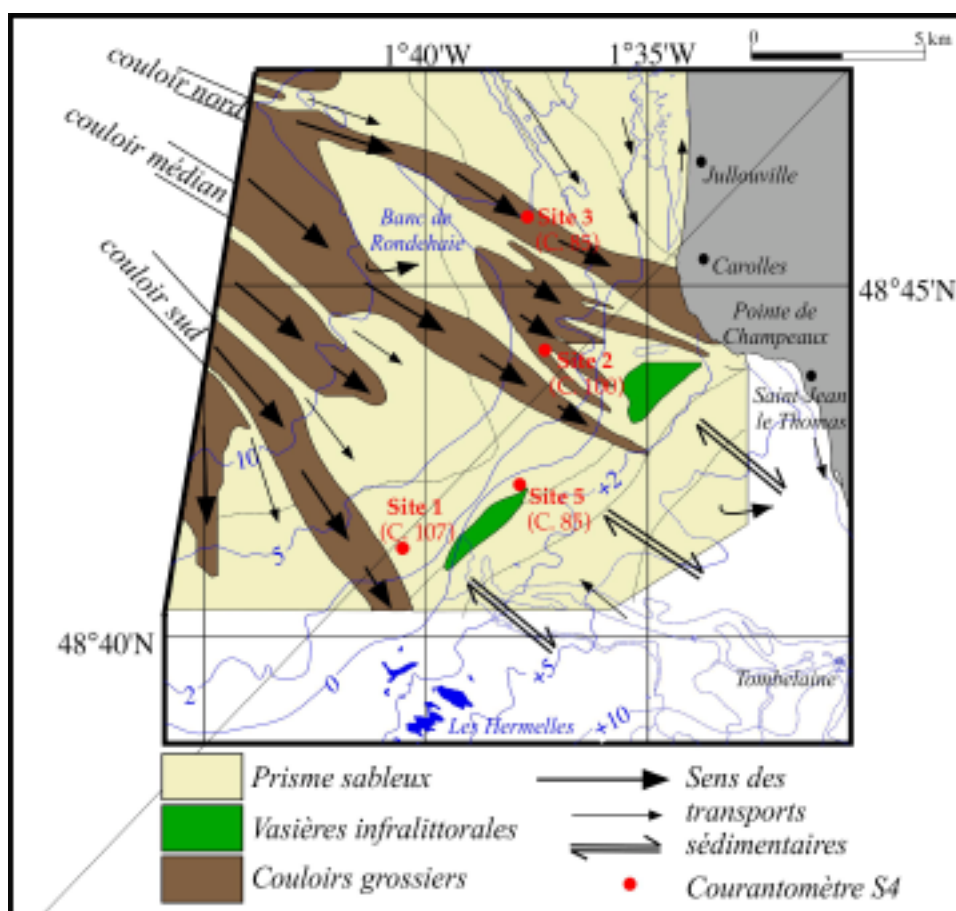 0 5 km
1°40'W 1°35'W
couloir nord
couloir médian
couloir sud
Jullouville
Banc de
Rondehaie
Site 3
Carolles
48°45'N
Pointe de
Champeaux
Site 2
(C. 100)
Saint Jean
le Thomas
10
+2
Site 1
(C. 107)
Site 5
(C. 85)
5
48°40'N
2
0
+5
Tombelaine
Les Hermelles
+10
Prisme sableux
Vasières infralittorales
Couloirs grossiers
Sens des
transports
sédimentaires
Courantomètre S4